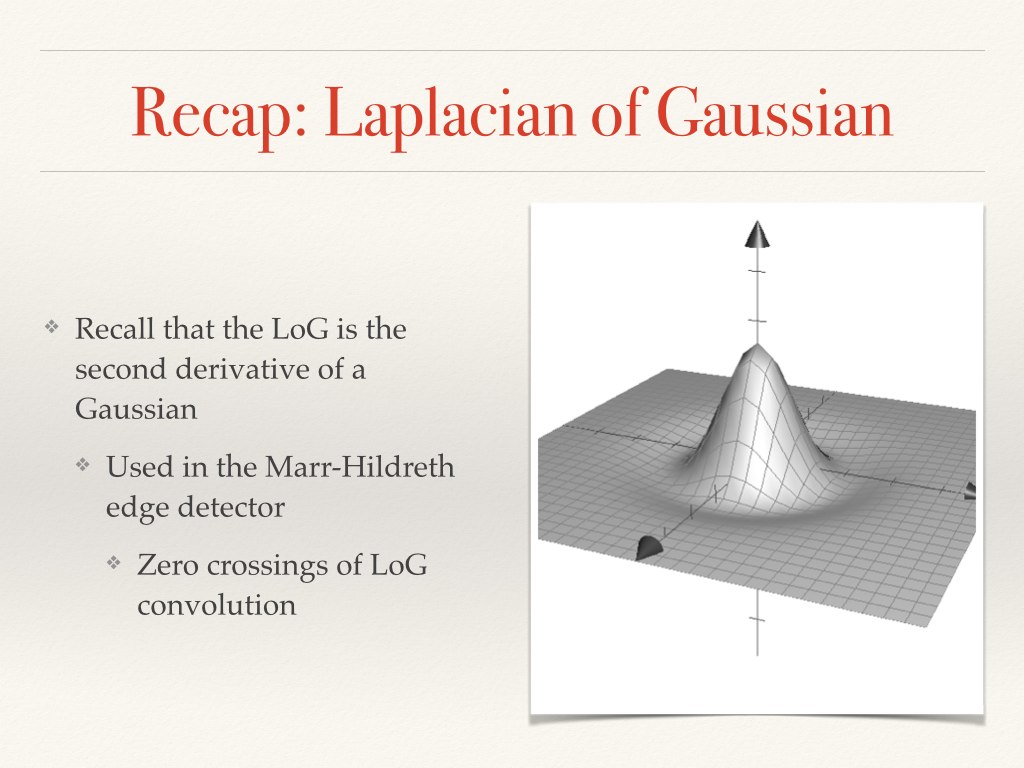 Recap: Laplacian of Gaussian
Recall that the LoG is the
second derivative of a
Gaussian
Used in the Marr-Hildreth
edge detector
Zero crossings of LoG
convolution